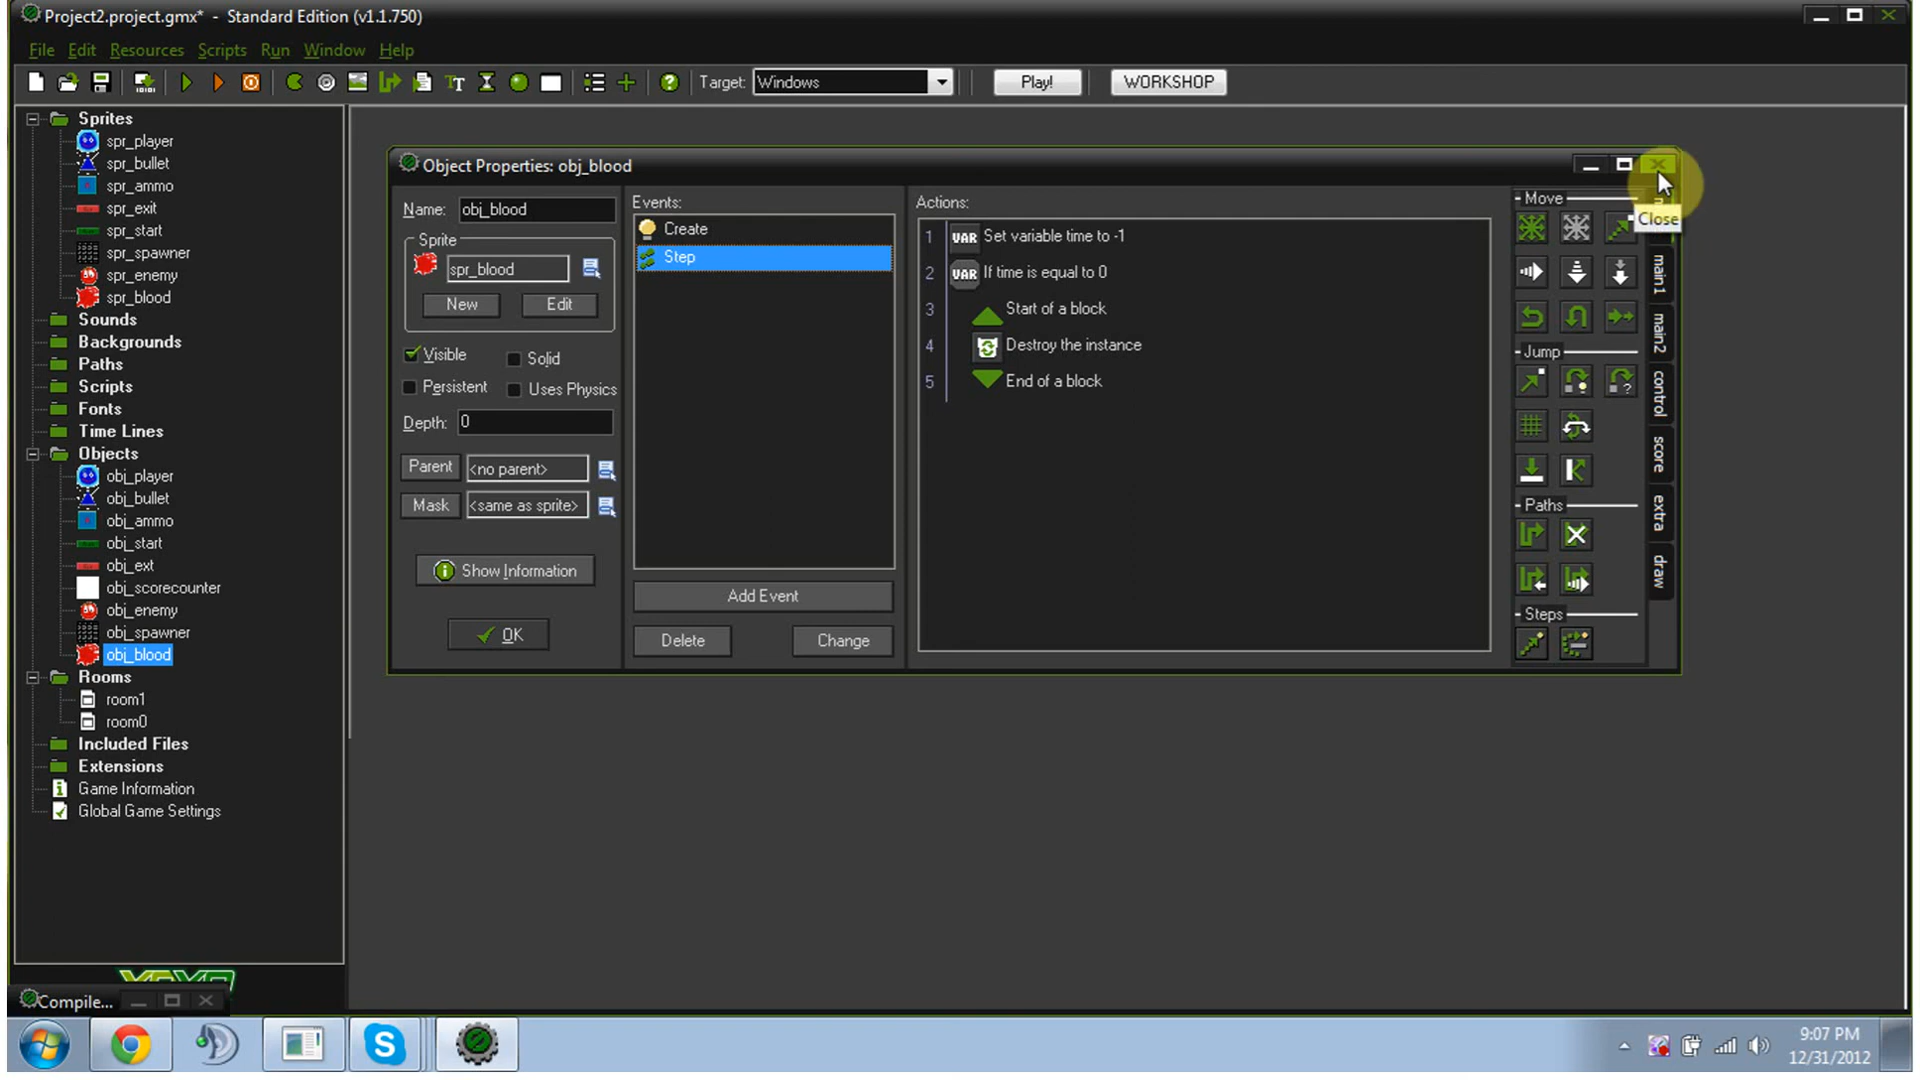 Project2.project.gmx* - Standard Edition (v1.1.750)
File Edit Resources Scripts Run Window Help
Target: Windows Play! WORKSHOP
Sprites
spr_player
spr_bullet
spr_ammo
spr_exit
spr_start
spr_spawner
spr_enemy
spr_blood
Sounds
Backgrounds
Paths
Scripts
Fonts
Time Lines
Objects
obj_player
obj_bullet
obj_ammo
obj_start
obj_ext
obj_scorecounter
obj_enemy
obj_spawner
obj_blood
Rooms
room1
room0
Included Files
Extensions
Game Information
Global Game Settings
Compile...
Object Properties: obj_blood
Name: obj_blood
Sprite
spr_blood
New Edit
Visible Solid
Persistent Uses Physics
Depth: 0
Parent <no parent>
Mask <same as sprite>
Show Information
OK
Events:
Create
Step
Add Event
Delete Change
Actions:
1 VAR Set variable time to -1
2 VAR If time is equal to 0
3 Start of a block
4 Destroy the instance
5 End of a block
Move
Close
Jump
Paths
Steps
main1
main2
control
score
extra
draw
9:07 PM
12/31/2012